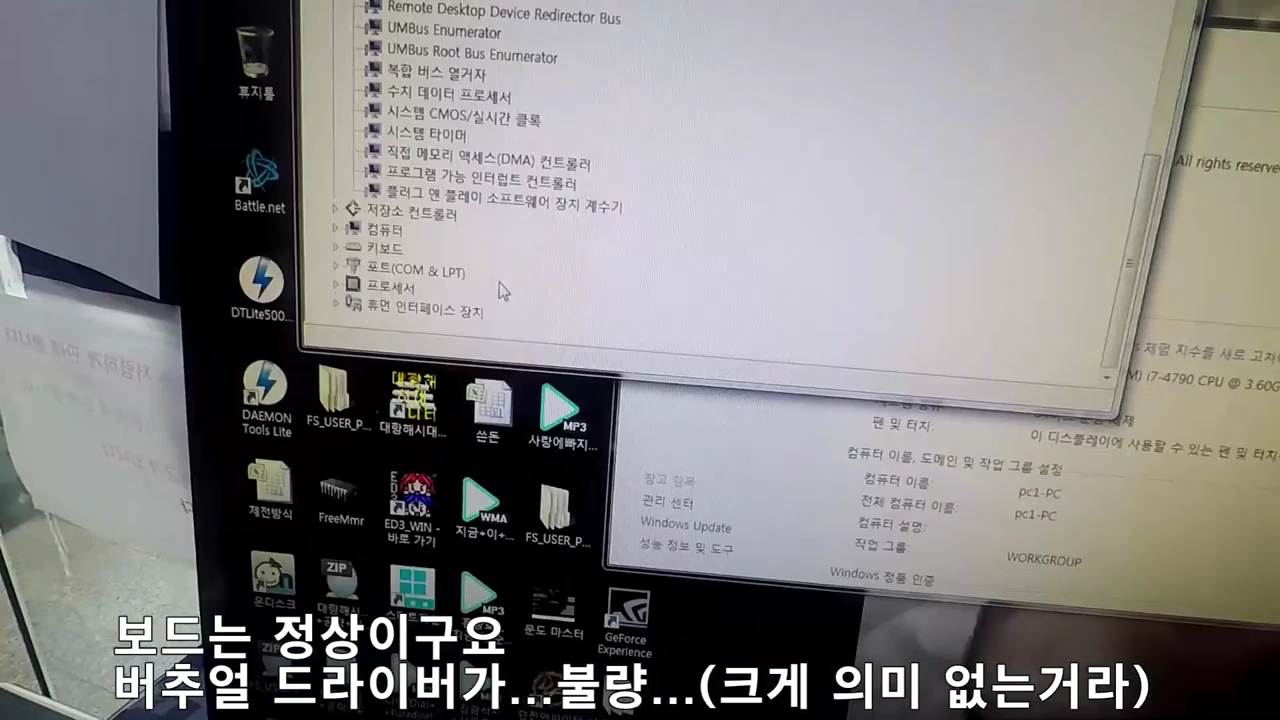 Remote Desktop Device Redirector Bus
UMBus Enumerator
UMBus Root Bus Enumerator
복합 버스 열거자
수치 데이터 프로세서
시스템 CMOS/실시간 클록
시스템 타이머
직접 메모리 액세스(DMA) 컨트롤러
프로그램 가능 인터럽트 컨트롤러
플러그 앤 플레이 소프트웨어 장치 계수기
저장소 컨트롤러
컴퓨터
키보드
포트(COM & LPT)
프로세서
휴먼 인터페이스 장치
휴지통
Battle.net
DTLite500...
DAEMON
Tools Lite
FS_USER_P...
대항해시대...
쓴돈
MP3
사랑에빠지...
제전방식
FreeMmr
ED3_WIN -
바로 가기
WMA
지금+이+...
FS_USER_P...
온디스크
ZIP
MP3
문도 마스터
GeForce
Experience
All rights reserve
체험 지수를 새로 고쳐
i7-4790 CPU @ 3.60G
펜 및 터치:
이 디스플레이에 사용할 수 있는 펜 및 터치
컴퓨터 이름, 도메인 및 작업 그룹 설정
컴퓨터 이름:
pc1-PC
전체 컴퓨터 이름:
pc1-PC
컴퓨터 설명:
작업 그룹:
WORKGROUP
Windows 정품 인증
참고 항목
관리 센터
Windows Update
성능 정보 및 도구
보드는 정상이구요
버추얼 드라이버가...불량...(크게 의미 없는거라)